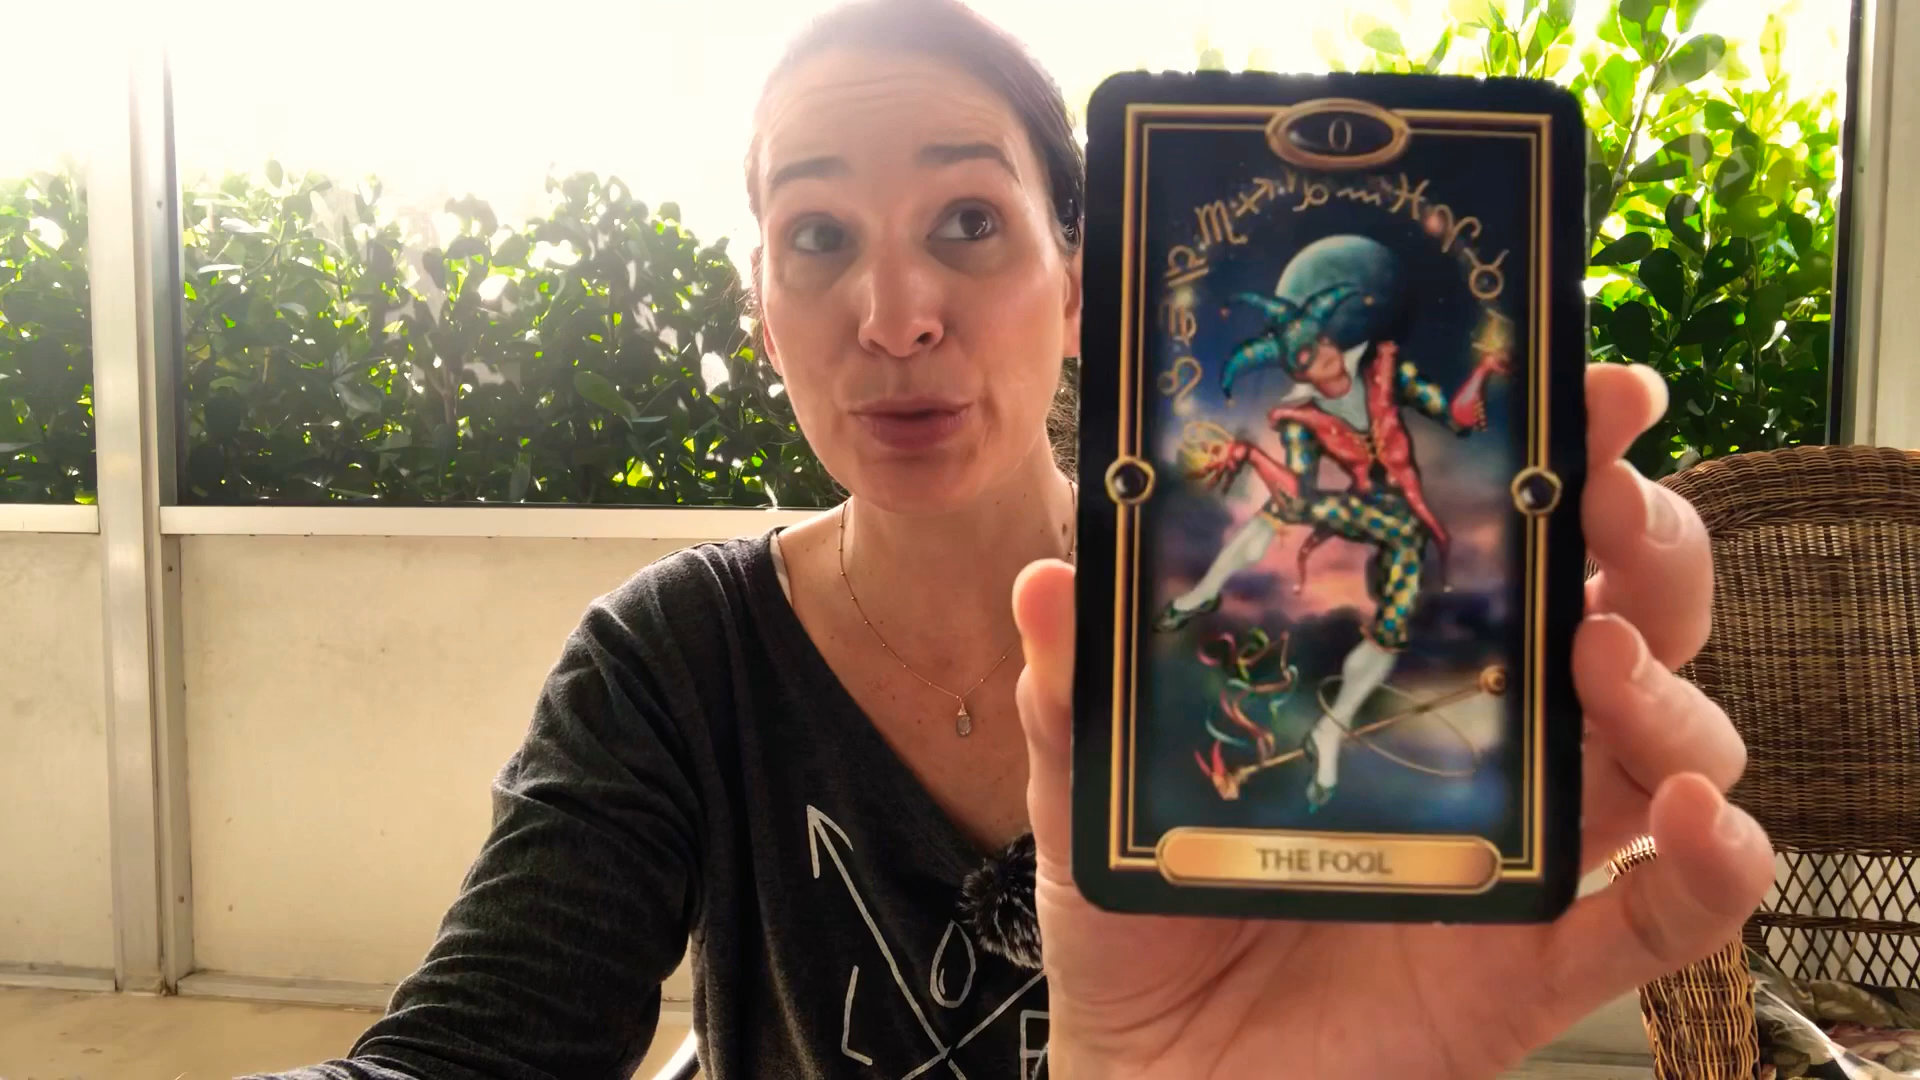 0
♌ ♍ ♎ ♏ ♐ ♑ ♒ ♓ ♈ ♉
THE FOOL
L O